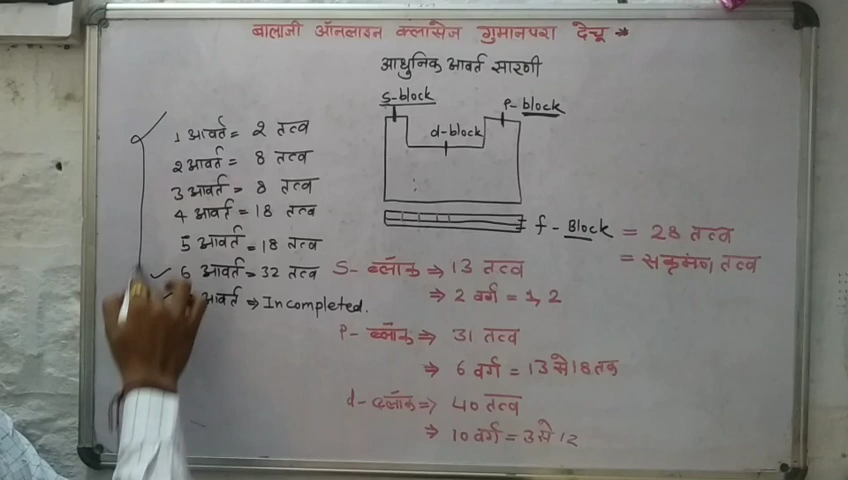 बालाजी ऑनलाइन क्लासेज गुमानपरा देचू *
आधुनिक आवर्त सारणी
S-block
P-block
d-block
1 आवर्त = 2 तत्व
2 आवर्त = 8 तत्व
3 आवर्त = 8 तत्व
4 आवर्त = 18 तत्व
5 आवर्त = 18 तत्व
6 आवर्त = 32 तत्व
आवर्त ⇒ Incompleted.
f-Block = 28 तत्व
= सक्रमण तत्व
S-ब्लॉक ⇒ 13 तत्व
⇒ 2 वर्ग = 1, 2
P-ब्लॉक ⇒ 31 तत्व
⇒ 6 वर्ग = 13 से 18 तक
d-ब्लॉक ⇒ 40 तत्व
⇒ 10 वर्ग = 3 से 12